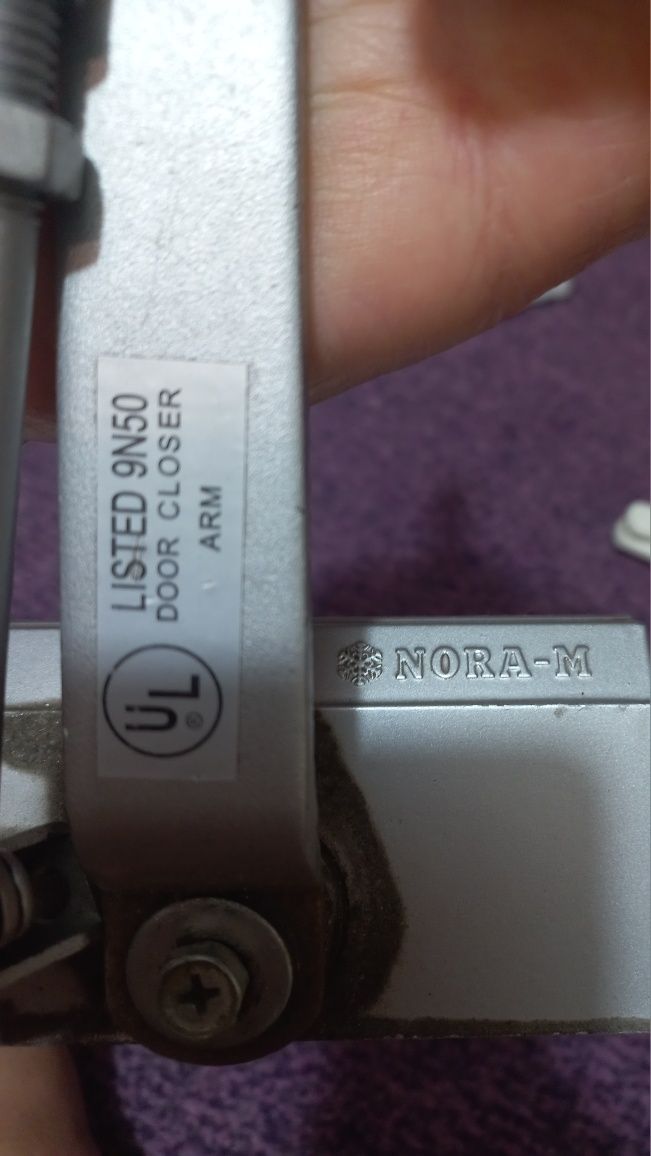 LISTED 9N50
DOOR CLOSER
ARM
UL
®
NORA-M